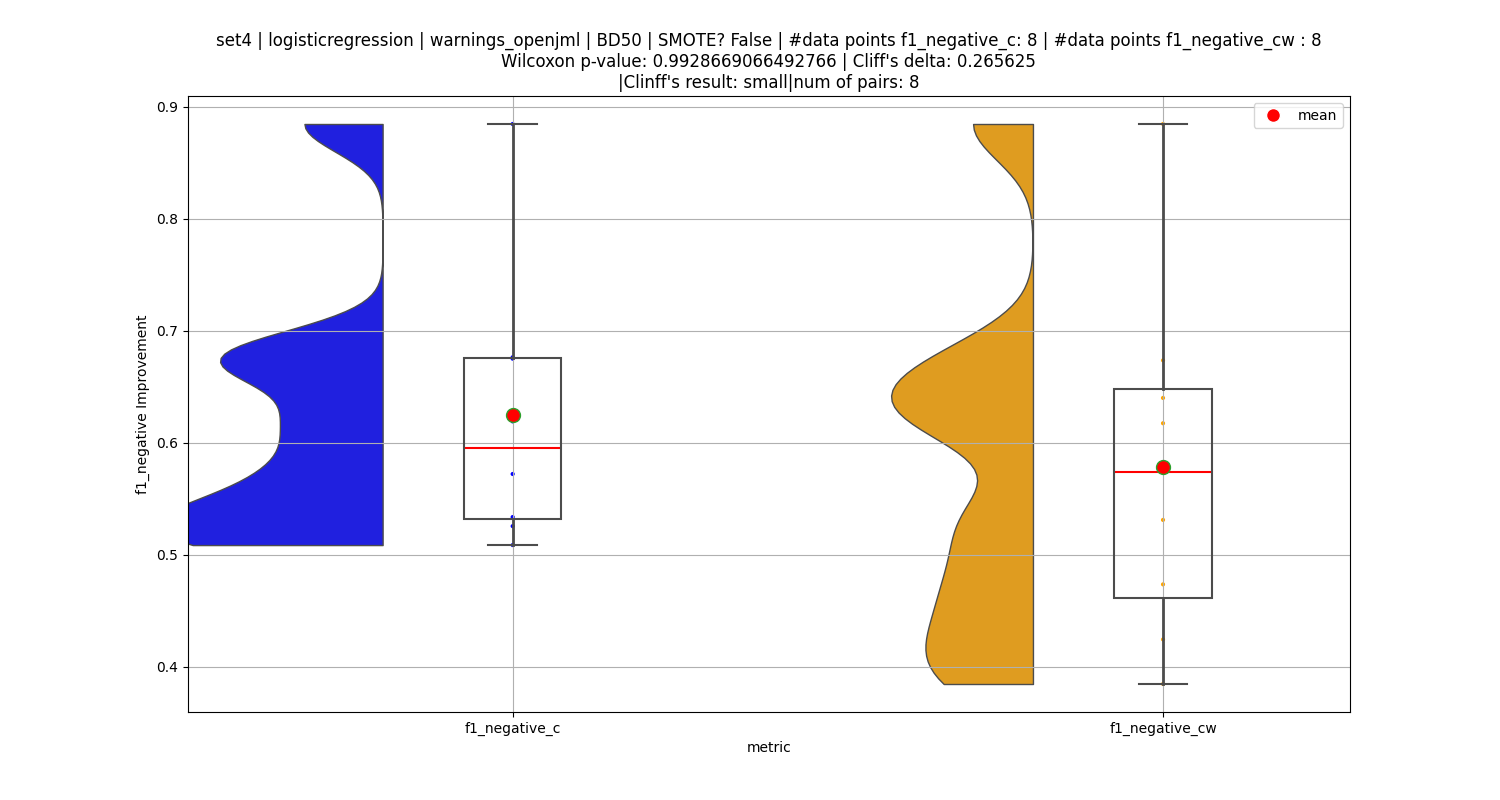 set4 | logisticregression | warnings_openjml | BD50 | SMOTE? False | #data points f1_negative_c: 8 | #data points f1_negative_cw : 8
Wilcoxon p-value: 0.9928669066492766 | Cliff's delta: 0.265625
|Clinff's result: small|num of pairs: 8
mean
0.9
0.8
0.7
0.6
0.5
0.4
f1_negative Improvement
f1_negative_c
f1_negative_cw
metric